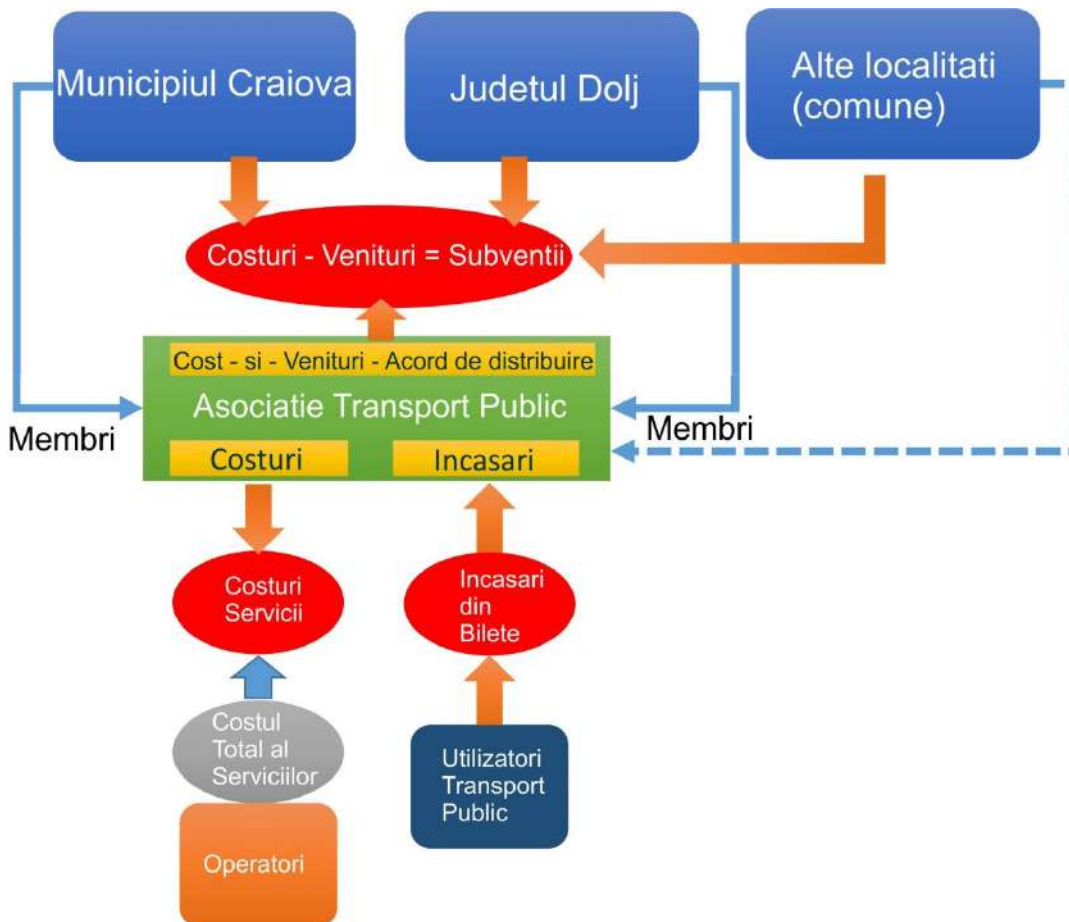 Municipiul Craiova
Judetul Dolj
Alte localitati
(comune)
Costuri - Venituri = Subventii
Cost - si - Venituri - Acord de distribuire
Asociatie Transport Public
Membri
Membri
Costuri
Incasari
Costuri
Servicii
Incasari
din
Bilete
Costul
Total al
Serviciilor
Utilizatori
Transport
Public
Operatori